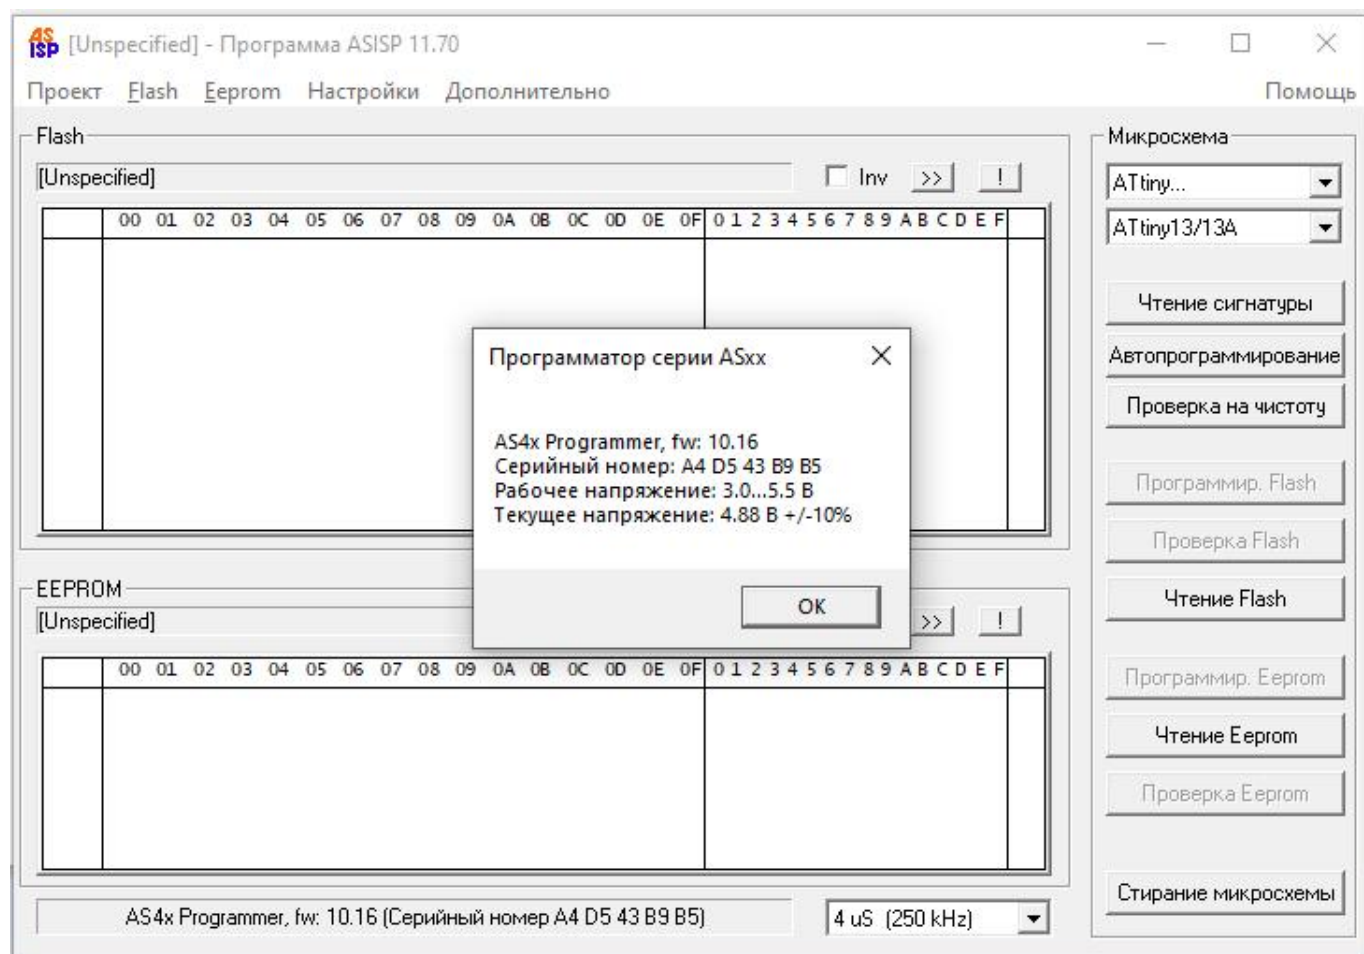 AS ISP [Unspecified] - Программа ASISP 11.70
Проект Flash Eeprom Настройки Дополнительно Помощь
Flash
[Unspecified] Inv >> !
00 01 02 03 04 05 06 07 08 09 0A 0B 0C 0D 0E 0F 0 1 2 3 4 5 6 7 8 9 A B C D E F
Программатор серии ASxx
AS4x Programmer, fw: 10.16
Серийный номер: A4 D5 43 B9 B5
Рабочее напряжение: 3.0...5.5 В
Текущее напряжение: 4.88 В +/-10%
OK
EEPROM
[Unspecified] >> !
00 01 02 03 04 05 06 07 08 09 0A 0B 0C 0D 0E 0F 0 1 2 3 4 5 6 7 8 9 A B C D E F
AS4x Programmer, fw: 10.16 (Серийный номер A4 D5 43 B9 B5) 4 uS (250 kHz)
Микросхема
ATtiny...
ATtiny13/13A
Чтение сигнатуры
Автопрограммирование
Проверка на чистоту
Программир. Flash
Проверка Flash
Чтение Flash
Программир. Eeprom
Чтение Eeprom
Проверка Eeprom
Стирание микросхемы